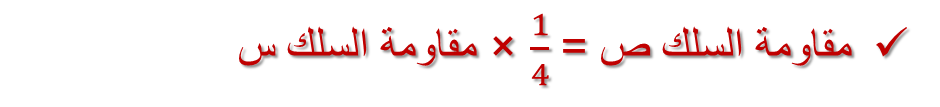 ✓ مقاومة السلك ص = 1/4 × مقاومة السلك س